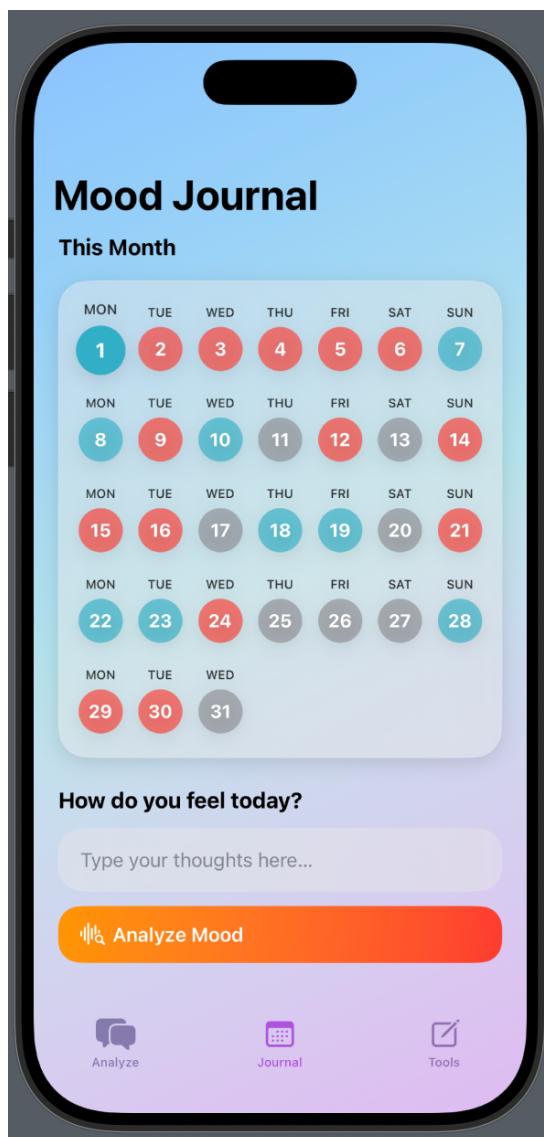 Mood Journal
This Month
MON TUE WED THU FRI SAT SUN
1 2 3 4 5 6 7
MON TUE WED THU FRI SAT SUN
8 9 10 11 12 13 14
MON TUE WED THU FRI SAT SUN
15 16 17 18 19 20 21
MON TUE WED THU FRI SAT SUN
22 23 24 25 26 27 28
MON TUE WED
29 30 31
How do you feel today?
Type your thoughts here...
Analyze Mood
Analyze Journal Tools